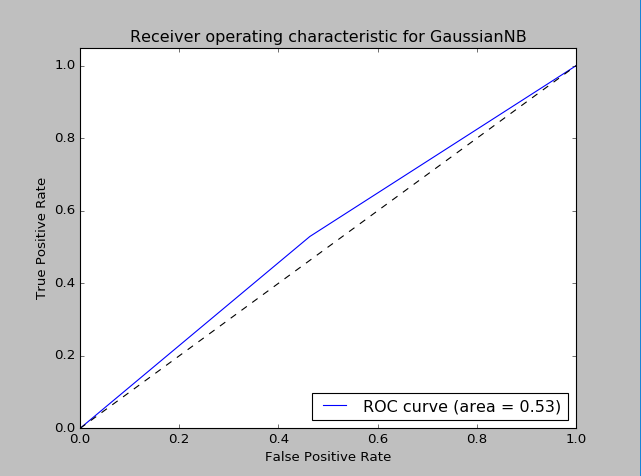 Receiver operating characteristic for GaussianNB
1.0
0.8
0.6
0.4
0.2
0.0
True Positive Rate
ROC curve (area = 0.53)
0.0 0.2 0.4 0.6 0.8 1.0
False Positive Rate